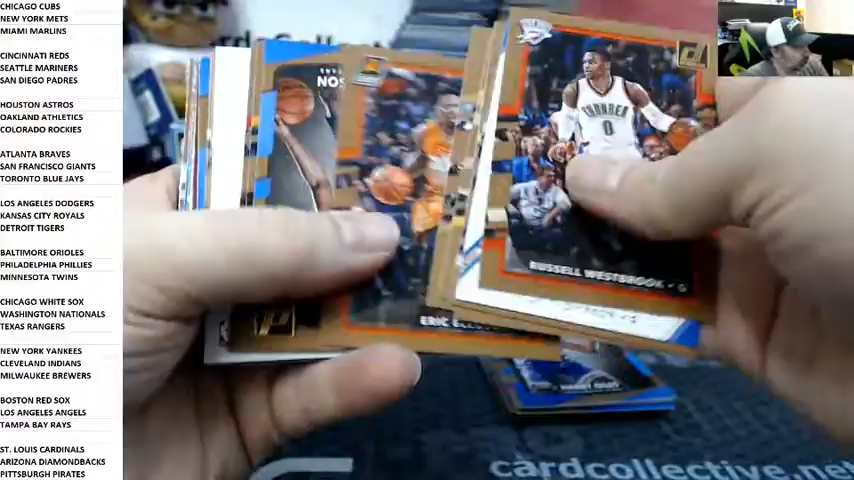 CHICAGO CUBS
NEW YORK METS
MIAMI MARLINS
CINCINNATI REDS
SEATTLE MARINERS
SAN DIEGO PADRES
HOUSTON ASTROS
OAKLAND ATHLETICS
COLORADO ROCKIES
ATLANTA BRAVES
SAN FRANCISCO GIANTS
TORONTO BLUE JAYS
LOS ANGELES DODGERS
KANSAS CITY ROYALS
DETROIT TIGERS
BALTIMORE ORIOLES
PHILADELPHIA PHILLIES
MINNESOTA TWINS
CHICAGO WHITE SOX
WASHINGTON NATIONALS
TEXAS RANGERS
NEW YORK YANKEES
CLEVELAND INDIANS
MILWAUKEE BREWERS
BOSTON RED SOX
LOS ANGELES ANGELS
TAMPA BAY RAYS
ST. LOUIS CARDINALS
ARIZONA DIAMONDBACKS
PITTSBURGH PIRATES
NOS
THUNDER
0
RUSSELL WESTBROOK • G
ERIC
cardcollective.net